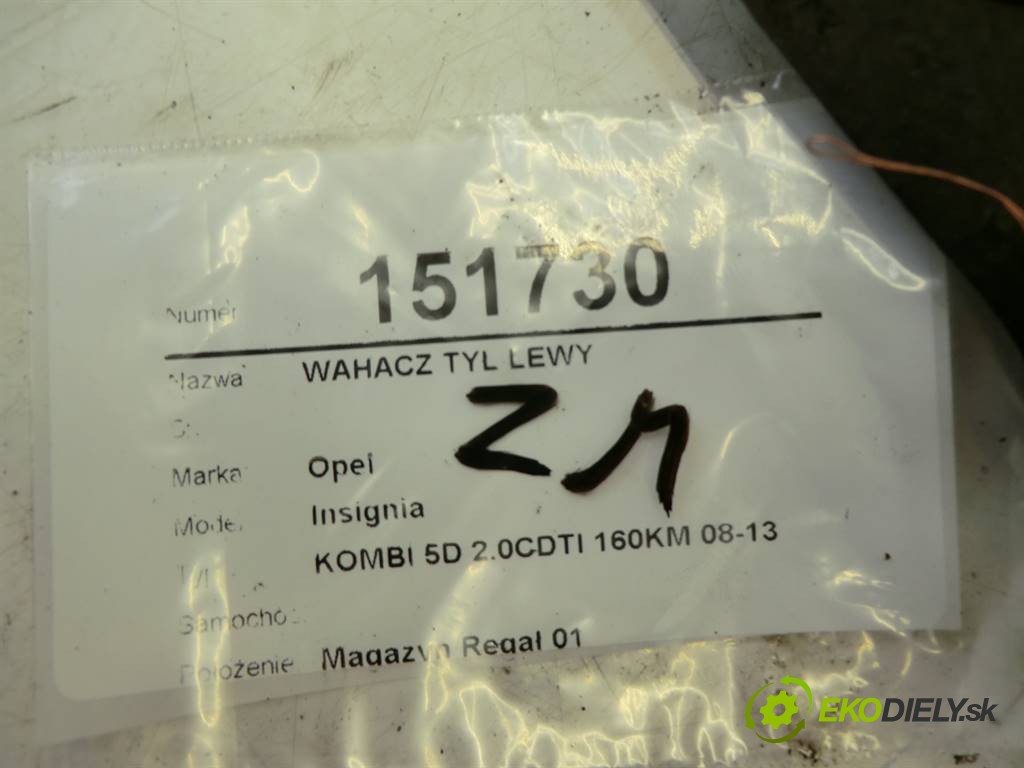 Numer 151730
Nazwa WAHACZ TYL LEWY
Marka Opel
Model Insignia
KOMBI 5D 2.0CDTI 160KM 08-13
Samochó
Położenie Magazyn Regał 01
EKODIELY.sk